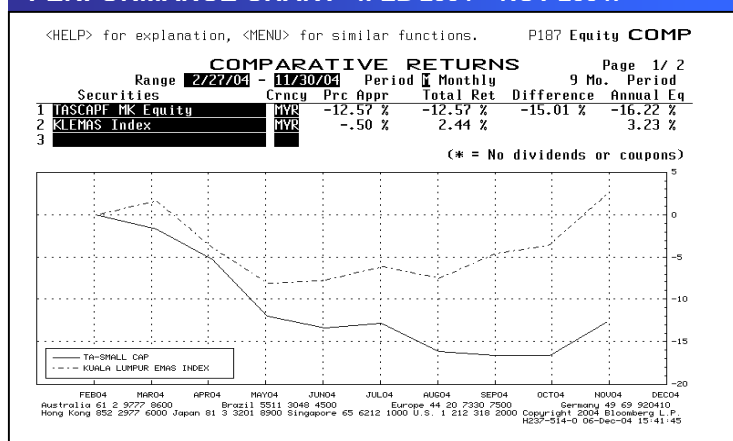 <HELP> for explanation, <MENU> for similar functions. P187 Equity COMP
COMPARATIVE RETURNS Page 1/ 2
Range 2/27/04 - 11/30/04 Period M Monthly 9 Mo. Period
Securities Crncy Prc Appr Total Ret Difference Annual Eq
1 TASCAPF MK Equity MYR -12.57 % -12.57 % -15.01 % -16.22 %
2 KLEMAS Index MYR -.50 % 2.44 % 3.23 %
3
(* = No dividends or coupons)
5
0
-5
-10
-15
-20
TA-SMALL CAP
KUALA LUMPUR EMAS INDEX
FEB04 MAR04 APR04 MAY04 JUN04 JUL04 AUG04 SEP04 OCT04 NOV04 DEC04
Australia 61 2 9777 8600 Brazil 5511 3048 4500 Europe 44 20 7330 7500 Germany 49 69 920410
Hong Kong 852 2977 6000 Japan 81 3 3201 8900 Singapore 65 6212 1000 U.S. 1 212 318 2000 Copyright 2004 Bloomberg L.P.
H237-514-0 06-Dec-04 15:41:45